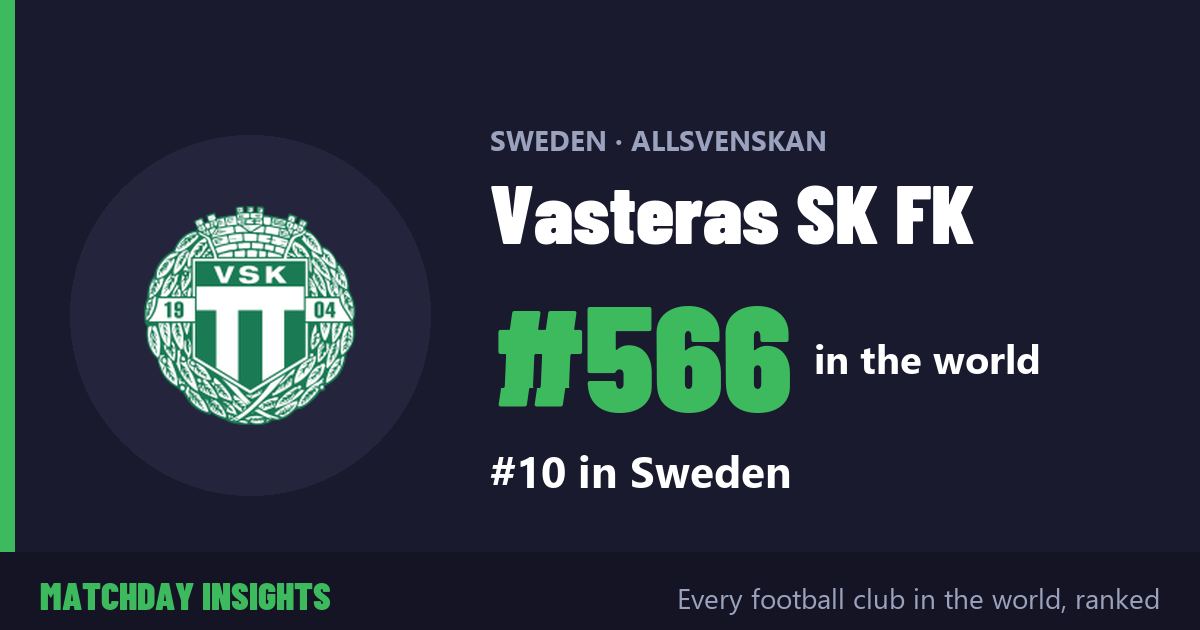 SWEDEN · ALLSVENSKAN
Vasteras SK FK
VSK
19 04
#566 in the world
#10 in Sweden
MATCHDAY INSIGHTS
Every football club in the world, ranked